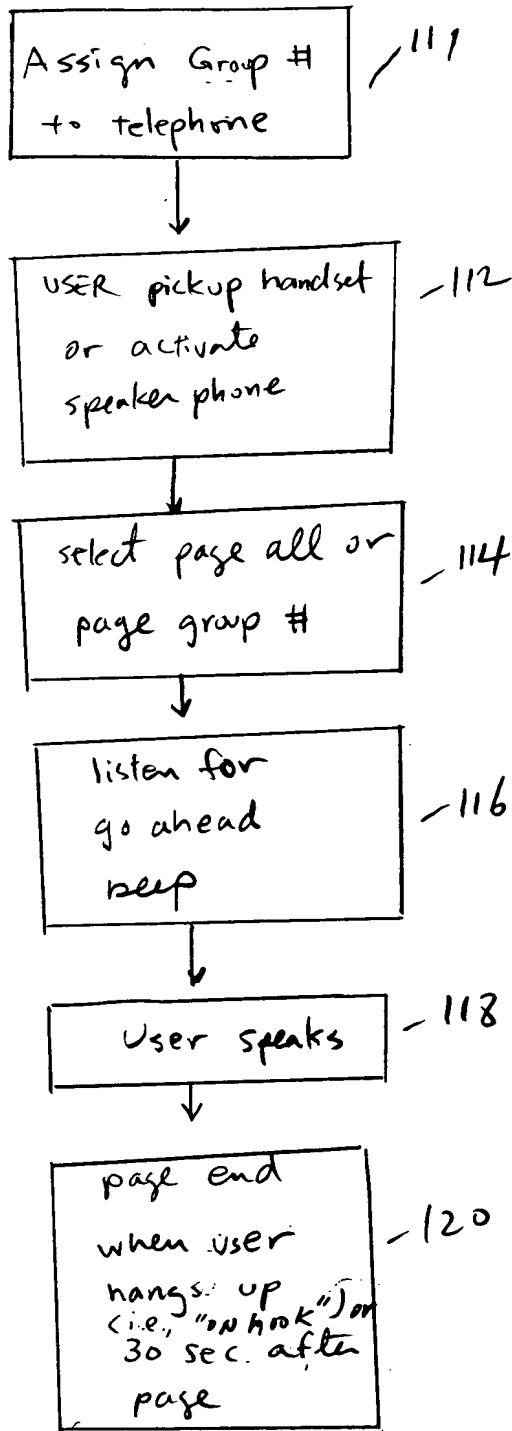 Assign Group #
to telephone
111
USER pickup handset
or activate
speaker phone
112
select page all or
page group #
114
listen for
go ahead
beep
116
User speaks
118
page end
when user
hangs up
(i.e., "on hook") or
30 sec. after
page
120